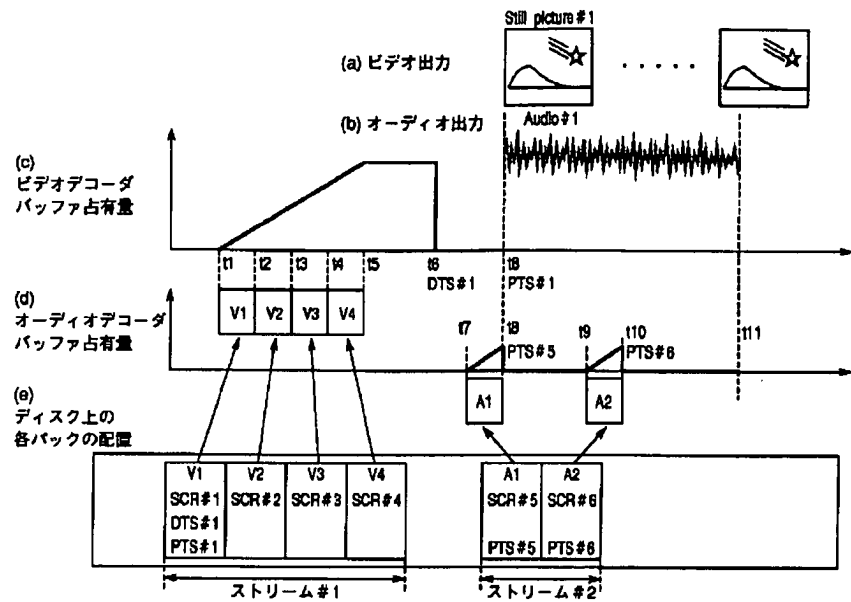 Still picture#1
(a) ビデオ出力
(b) オーディオ出力
Audio#1
(c)
ビデオデコーダ
バッファ占有量
t1 t2 t3 t4 t5 t6 t8
DTS#1 PTS#1
(d)
オーディオデコーダ
バッファ占有量
V1 V2 V3 V4
t7 t8 t9 t10 t11
PTS#5 PTS#6
A1 A2
(e)
ディスク上の
各パックの配置
V1 V2 V3 V4 A1 A2
SCR#1 SCR#2 SCR#3 SCR#4 SCR#5 SCR#6
DTS#1
PTS#1 PTS#5 PTS#6
ストリーム#1 ストリーム#2